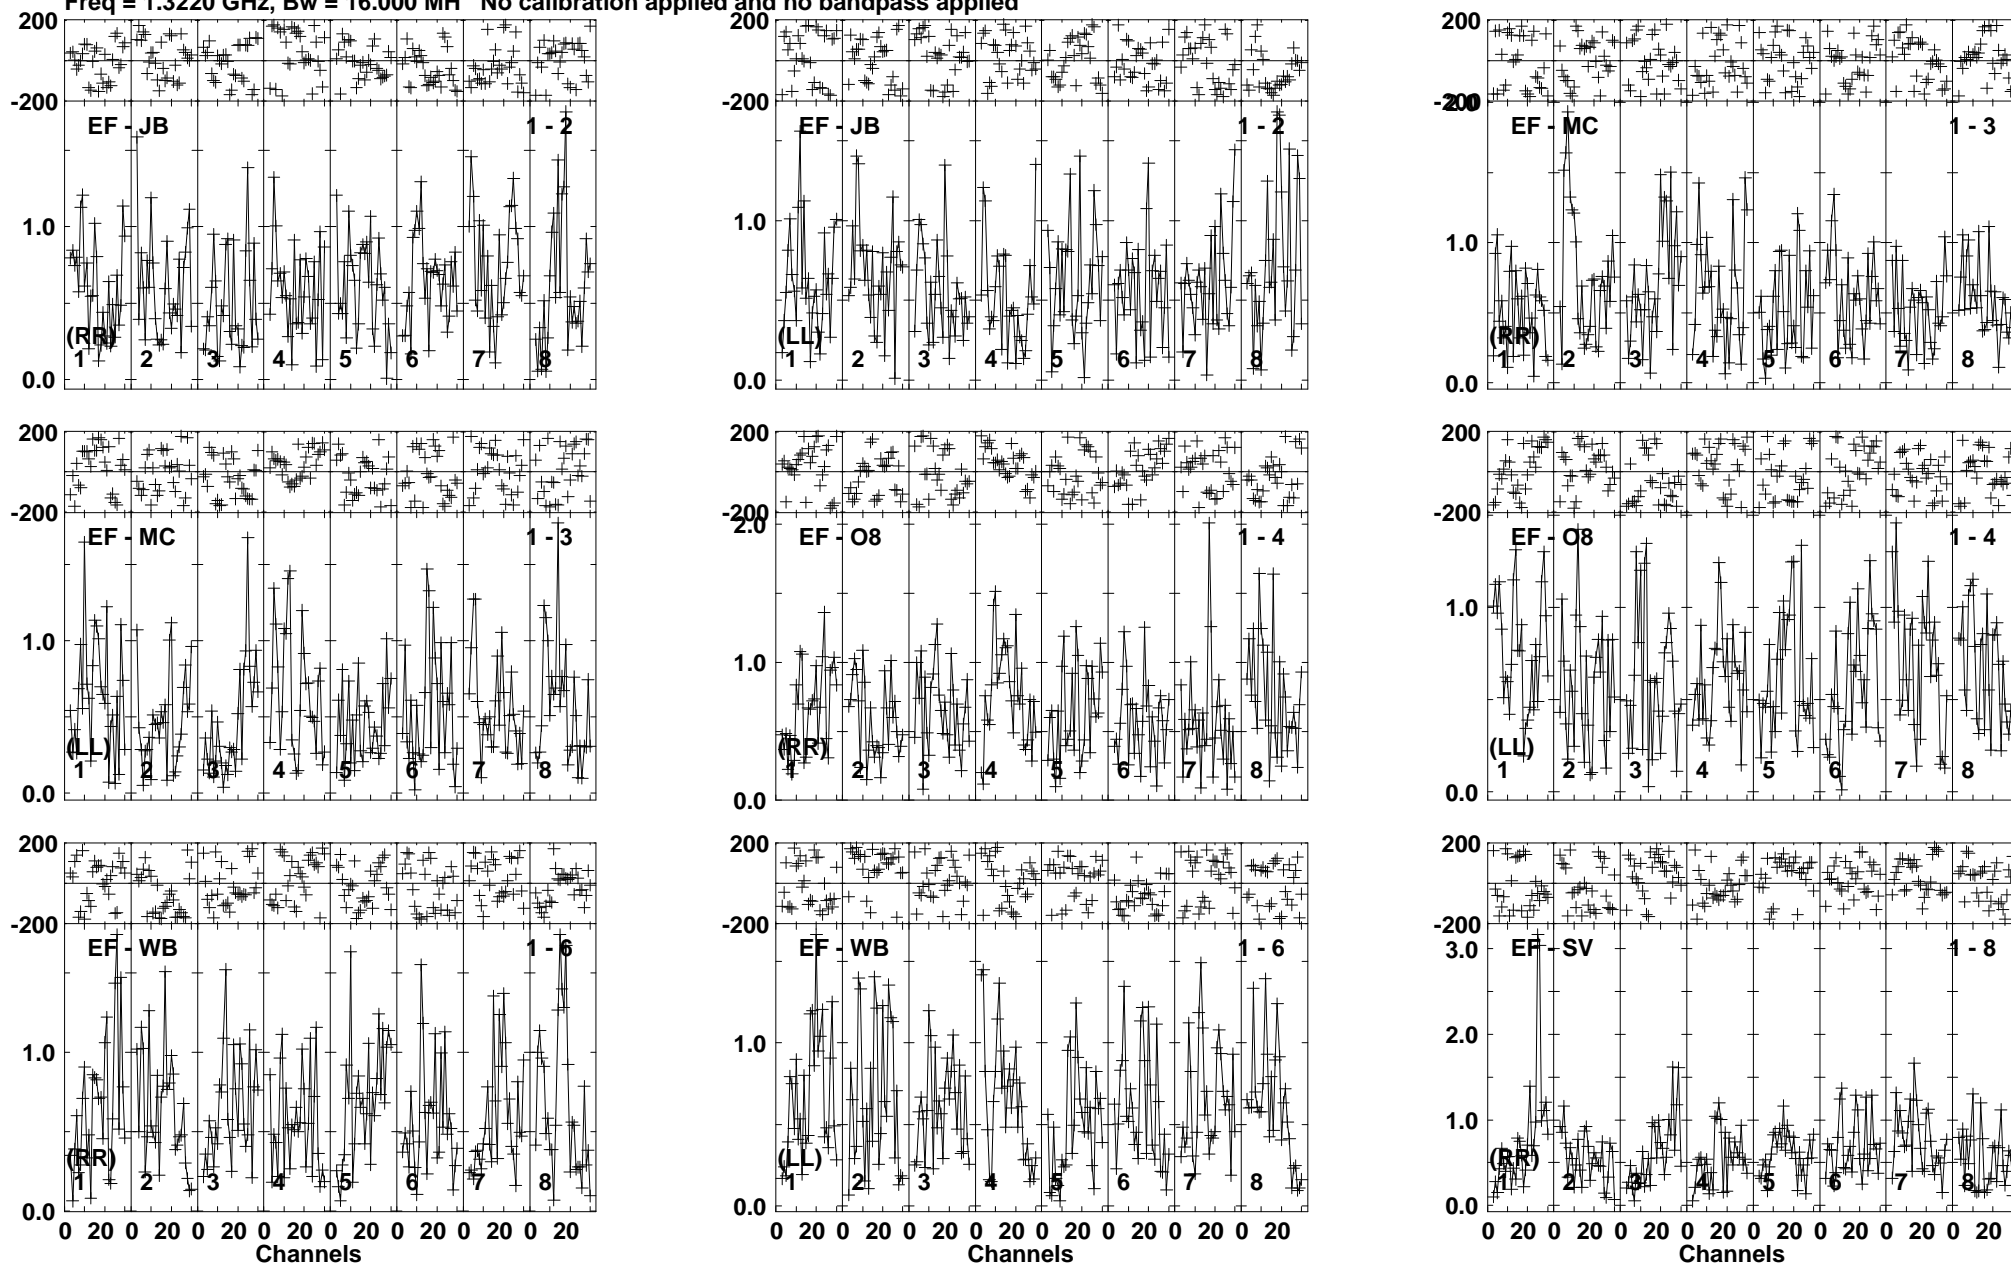 Freq = 1.3220 GHz, Bw = 16.000 MH No calibration applied and no bandpass applied
200 200 200
-200 -200 -200
EF - JB 1 - 2 EF - JB 1 - 2 2.0 EF - MC 1 - 3
1.0 1.0 1.0
(RR) (LL) (RR)
1 2 3 4 5 6 7 8 1 2 3 4 5 6 7 8 1 2 3 4 5 6 7 8
0.0 0.0 0.0
200 200 200
-200 -200 -200
EF - MC 1 - 3 2.0 EF - O8 1 - 4 EF - O8 1 - 4
1.0 1.0 1.0
(LL) (RR) (LL)
1 2 3 4 5 6 7 8 1 2 3 4 5 6 7 8 1 2 3 4 5 6 7 8
0.0 0.0 0.0
200 200 200
-200 -200 -200
EF - WB 1 - 6 EF - WB 1 - 6 3.0 EF - SV 1 - 8
2.0
1.0 1.0 1.0
(RR) (LL) (RR)
1 2 3 4 5 6 7 8 1 2 3 4 5 6 7 8 1 2 3 4 5 6 7 8
0.0 0.0 0.0
0 20 0 20 0 20 0 20 0 20 0 20 0 20 0 20 0 20 0 20 0 20 0 20 0 20 0 20 0 20 0 20 0 20 0 20 0 20 0 20 0 20 0 20 0 20 0 20
Channels Channels Channels